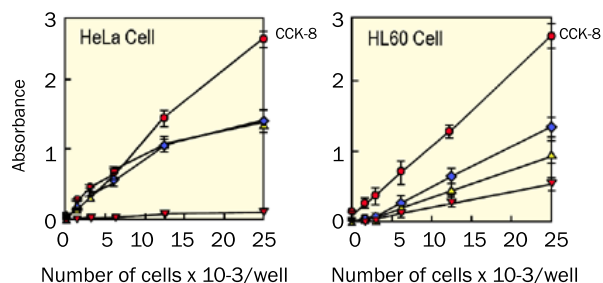 HeLa Cell
CCK-8
Absorbance
3
2
1
0
0 5 10 15 20 25
Number of cells x 10-3/well
HL60 Cell
CCK-8
3
2
1
0
0 5 10 15 20 25
Number of cells x 10-3/well